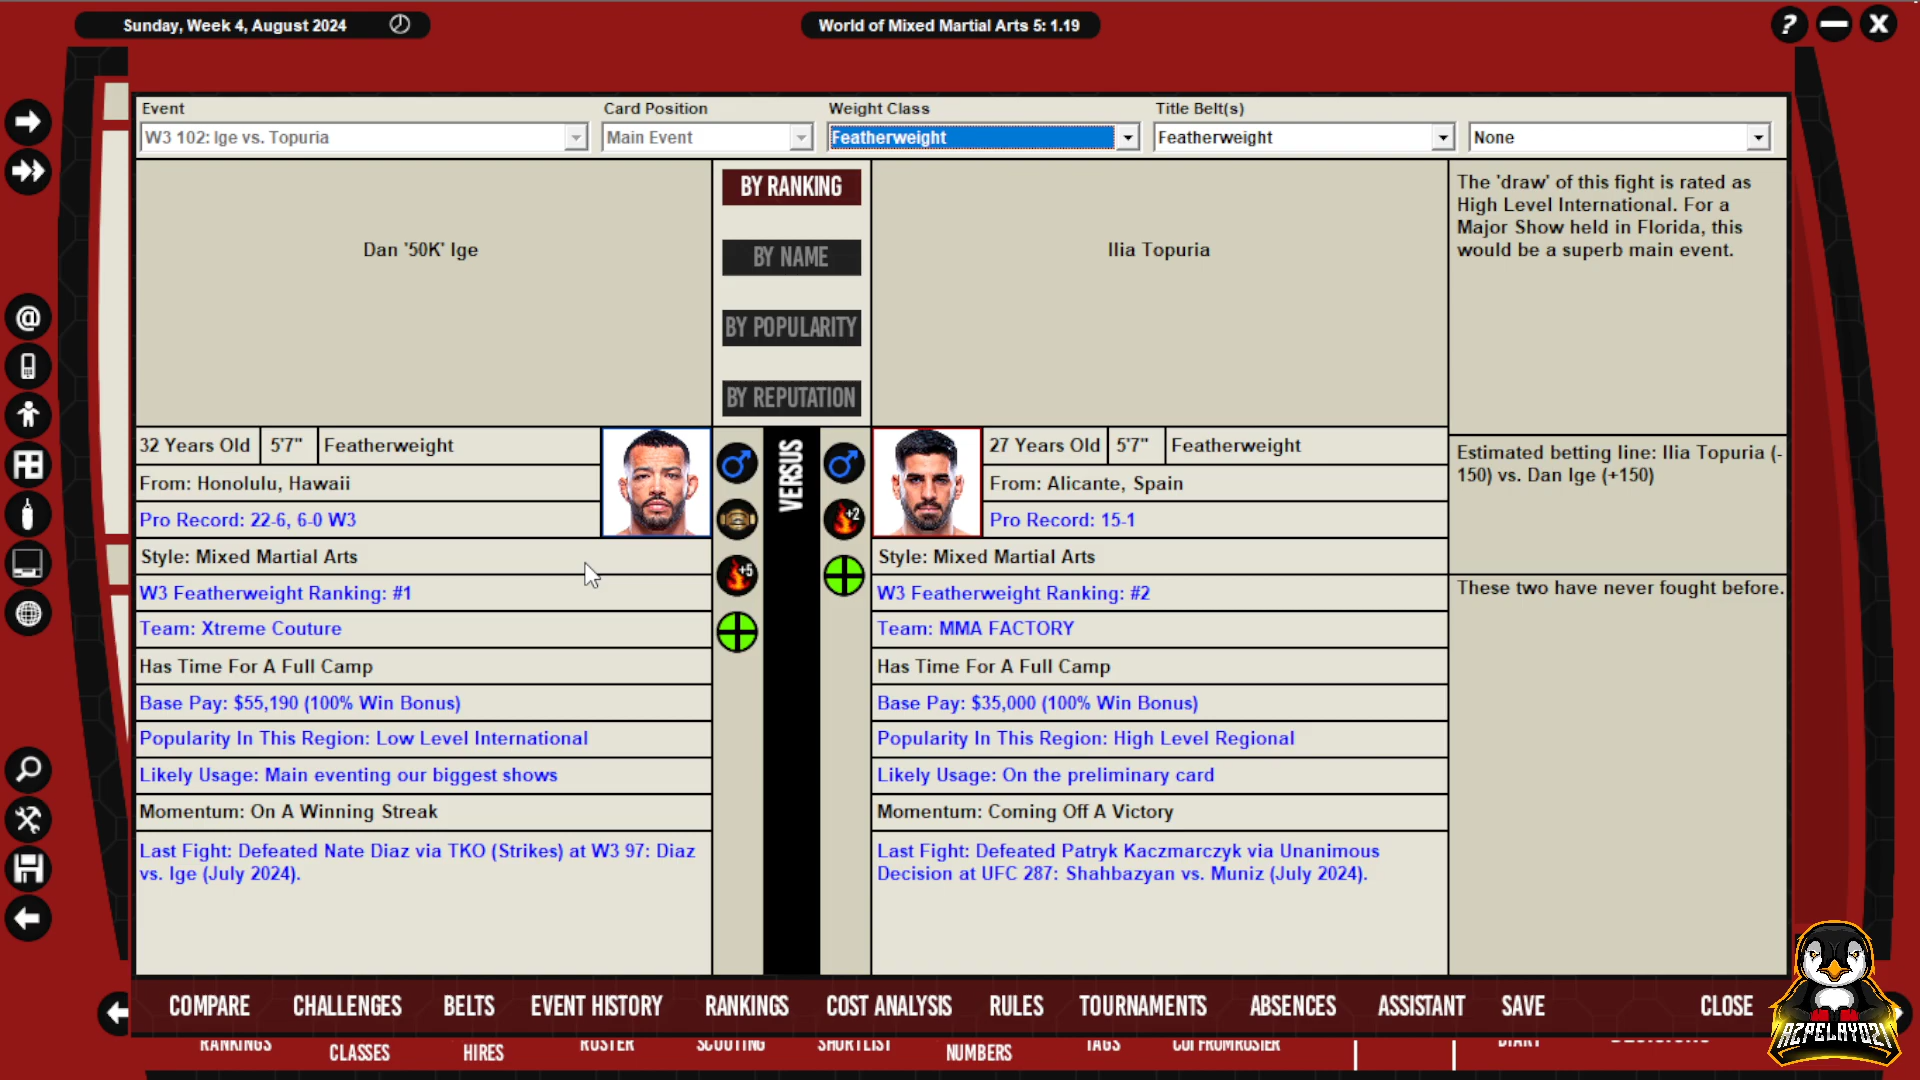 Sunday, Week 4, August 2024
World of Mixed Martial Arts 5: 1.19
?
X
Event
Card Position
Weight Class
Title Belt(s)
W3 102: Ige vs. Topuria
Main Event
Featherweight
Featherweight
None
BY RANKING
BY NAME
BY POPULARITY
BY REPUTATION
Dan '50K' Ige
Ilia Topuria
The 'draw' of this fight is rated as
High Level International. For a
Major Show held in Florida, this
would be a superb main event.
32 Years Old
5'7"
Featherweight
From: Honolulu, Hawaii
Pro Record: 22-6, 6-0 W3
Style: Mixed Martial Arts
W3 Featherweight Ranking: #1
Team: Xtreme Couture
Has Time For A Full Camp
Base Pay: $55,190 (100% Win Bonus)
Popularity In This Region: Low Level International
Likely Usage: Main eventing our biggest shows
Momentum: On A Winning Streak
Last Fight: Defeated Nate Diaz via TKO (Strikes) at W3 97: Diaz
vs. Ige (July 2024).
+5
VERSUS
+2
27 Years Old
5'7"
Featherweight
From: Alicante, Spain
Pro Record: 15-1
Style: Mixed Martial Arts
W3 Featherweight Ranking: #2
Team: MMA FACTORY
Has Time For A Full Camp
Base Pay: $35,000 (100% Win Bonus)
Popularity In This Region: High Level Regional
Likely Usage: On the preliminary card
Momentum: Coming Off A Victory
Last Fight: Defeated Patryk Kaczmarczyk via Unanimous
Decision at UFC 287: Shahbazyan vs. Muniz (July 2024).
Estimated betting line: Ilia Topuria (-
150) vs. Dan Ige (+150)
These two have never fought before.
@
COMPARE
CHALLENGES
BELTS
EVENT HISTORY
RANKINGS
COST ANALYSIS
RULES
TOURNAMENTS
ABSENCES
ASSISTANT
SAVE
CLOSE
RANKINGS
CLASSES
HIRES
ROSTER
SCOUTING
SHORTLIST
NUMBERS
TAGS
DIARY
AZPELAYO21